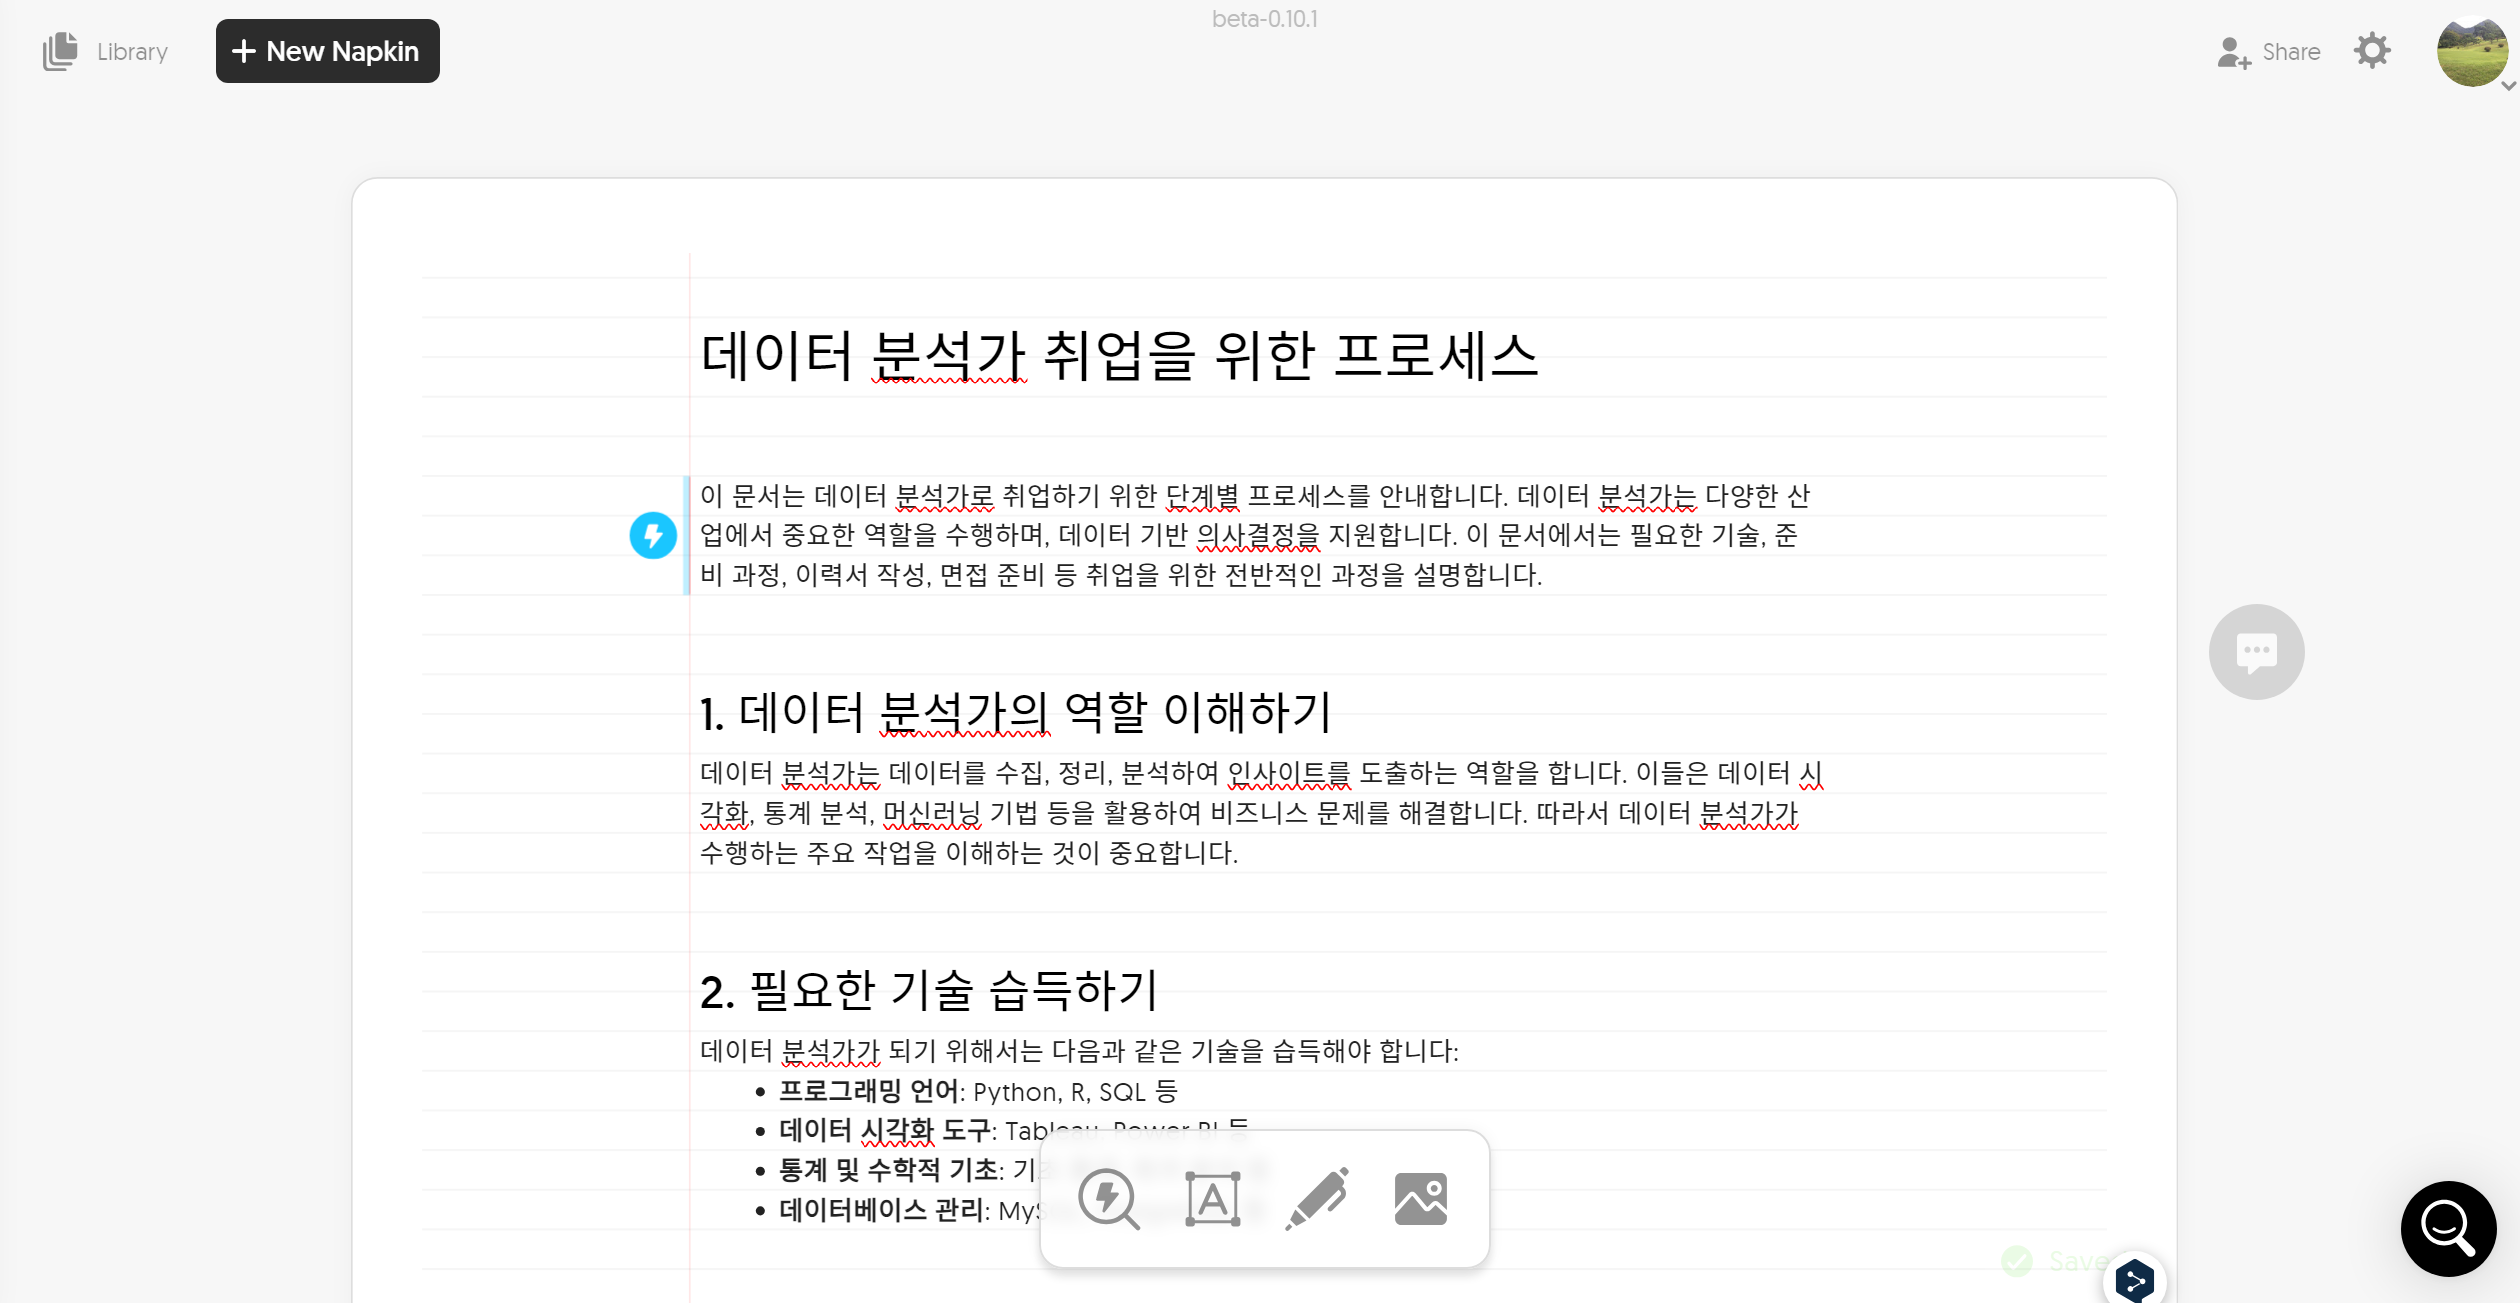 beta-0.10.1
Library
+ New Napkin
Share
데이터 분석가 취업을 위한 프로세스
이 문서는 데이터 분석가로 취업하기 위한 단계별 프로세스를 안내합니다. 데이터 분석가는 다양한 산
업에서 중요한 역할을 수행하며, 데이터 기반 의사결정을 지원합니다. 이 문서에서는 필요한 기술, 준
비 과정, 이력서 작성, 면접 준비 등 취업을 위한 전반적인 과정을 설명합니다.
1. 데이터 분석가의 역할 이해하기
데이터 분석가는 데이터를 수집, 정리, 분석하여 인사이트를 도출하는 역할을 합니다. 이들은 데이터 시
각화, 통계 분석, 머신러닝 기법 등을 활용하여 비즈니스 문제를 해결합니다. 따라서 데이터 분석가가
수행하는 주요 작업을 이해하는 것이 중요합니다.
2. 필요한 기술 습득하기
데이터 분석가가 되기 위해서는 다음과 같은 기술을 습득해야 합니다:
• 프로그래밍 언어: Python, R, SQL 등
• 데이터 시각화 도구: Tableau, Power BI 등
• 통계 및 수학적 기초:
• 데이터베이스 관리: